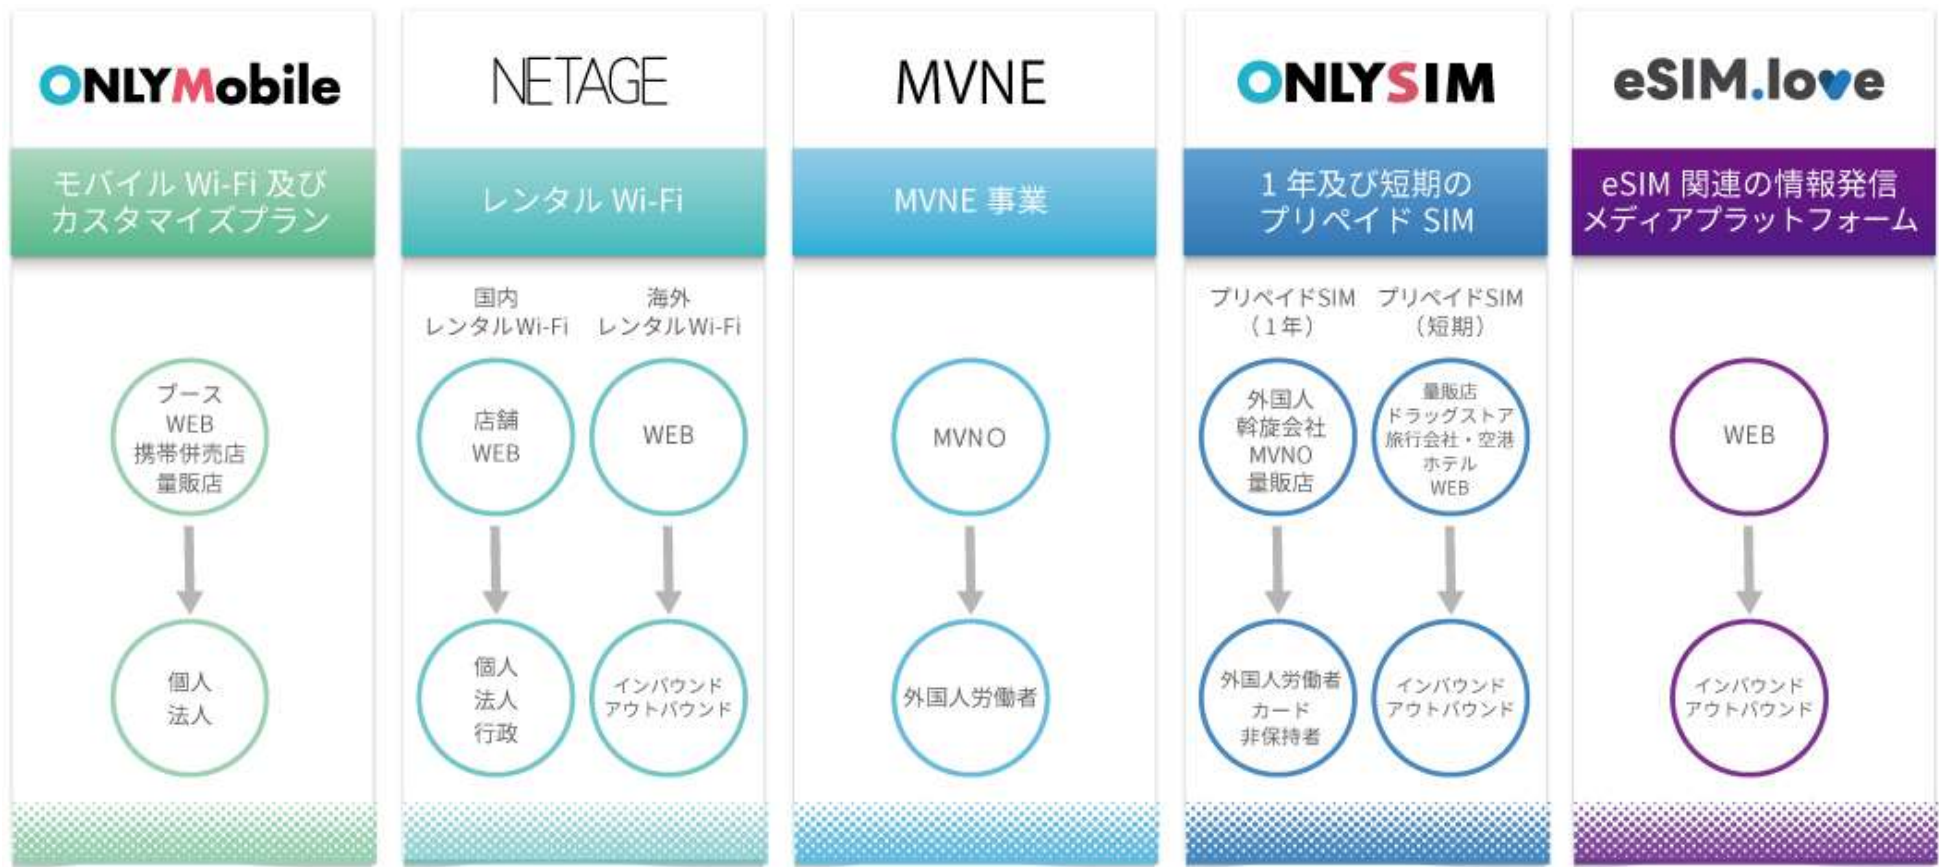 ONLYMobile
モバイル Wi-Fi 及び
カスタマイズプラン
ブース
WEB
携帯併売店
量販店
個人
法人
NETAGE
レンタル Wi-Fi
国内
レンタルWi-Fi
店舗
WEB
個人
法人
行政
海外
レンタルWi-Fi
WEB
インバウンド
アウトバウンド
MVNE
MVNE 事業
MVNO
外国人労働者
ONLYSIM
1 年及び短期の
プリペイド SIM
プリペイドSIM
（1年）
外国人
斡旋会社
MVNO
量販店
外国人労働者
カード
非保持者
プリペイドSIM
（短期）
量販店
ドラッグストア
旅行会社・空港
ホテル
WEB
インバウンド
アウトバウンド
eSIM.love
eSIM 関連の情報発信
メディアプラットフォーム
WEB
インバウンド
アウトバウンド